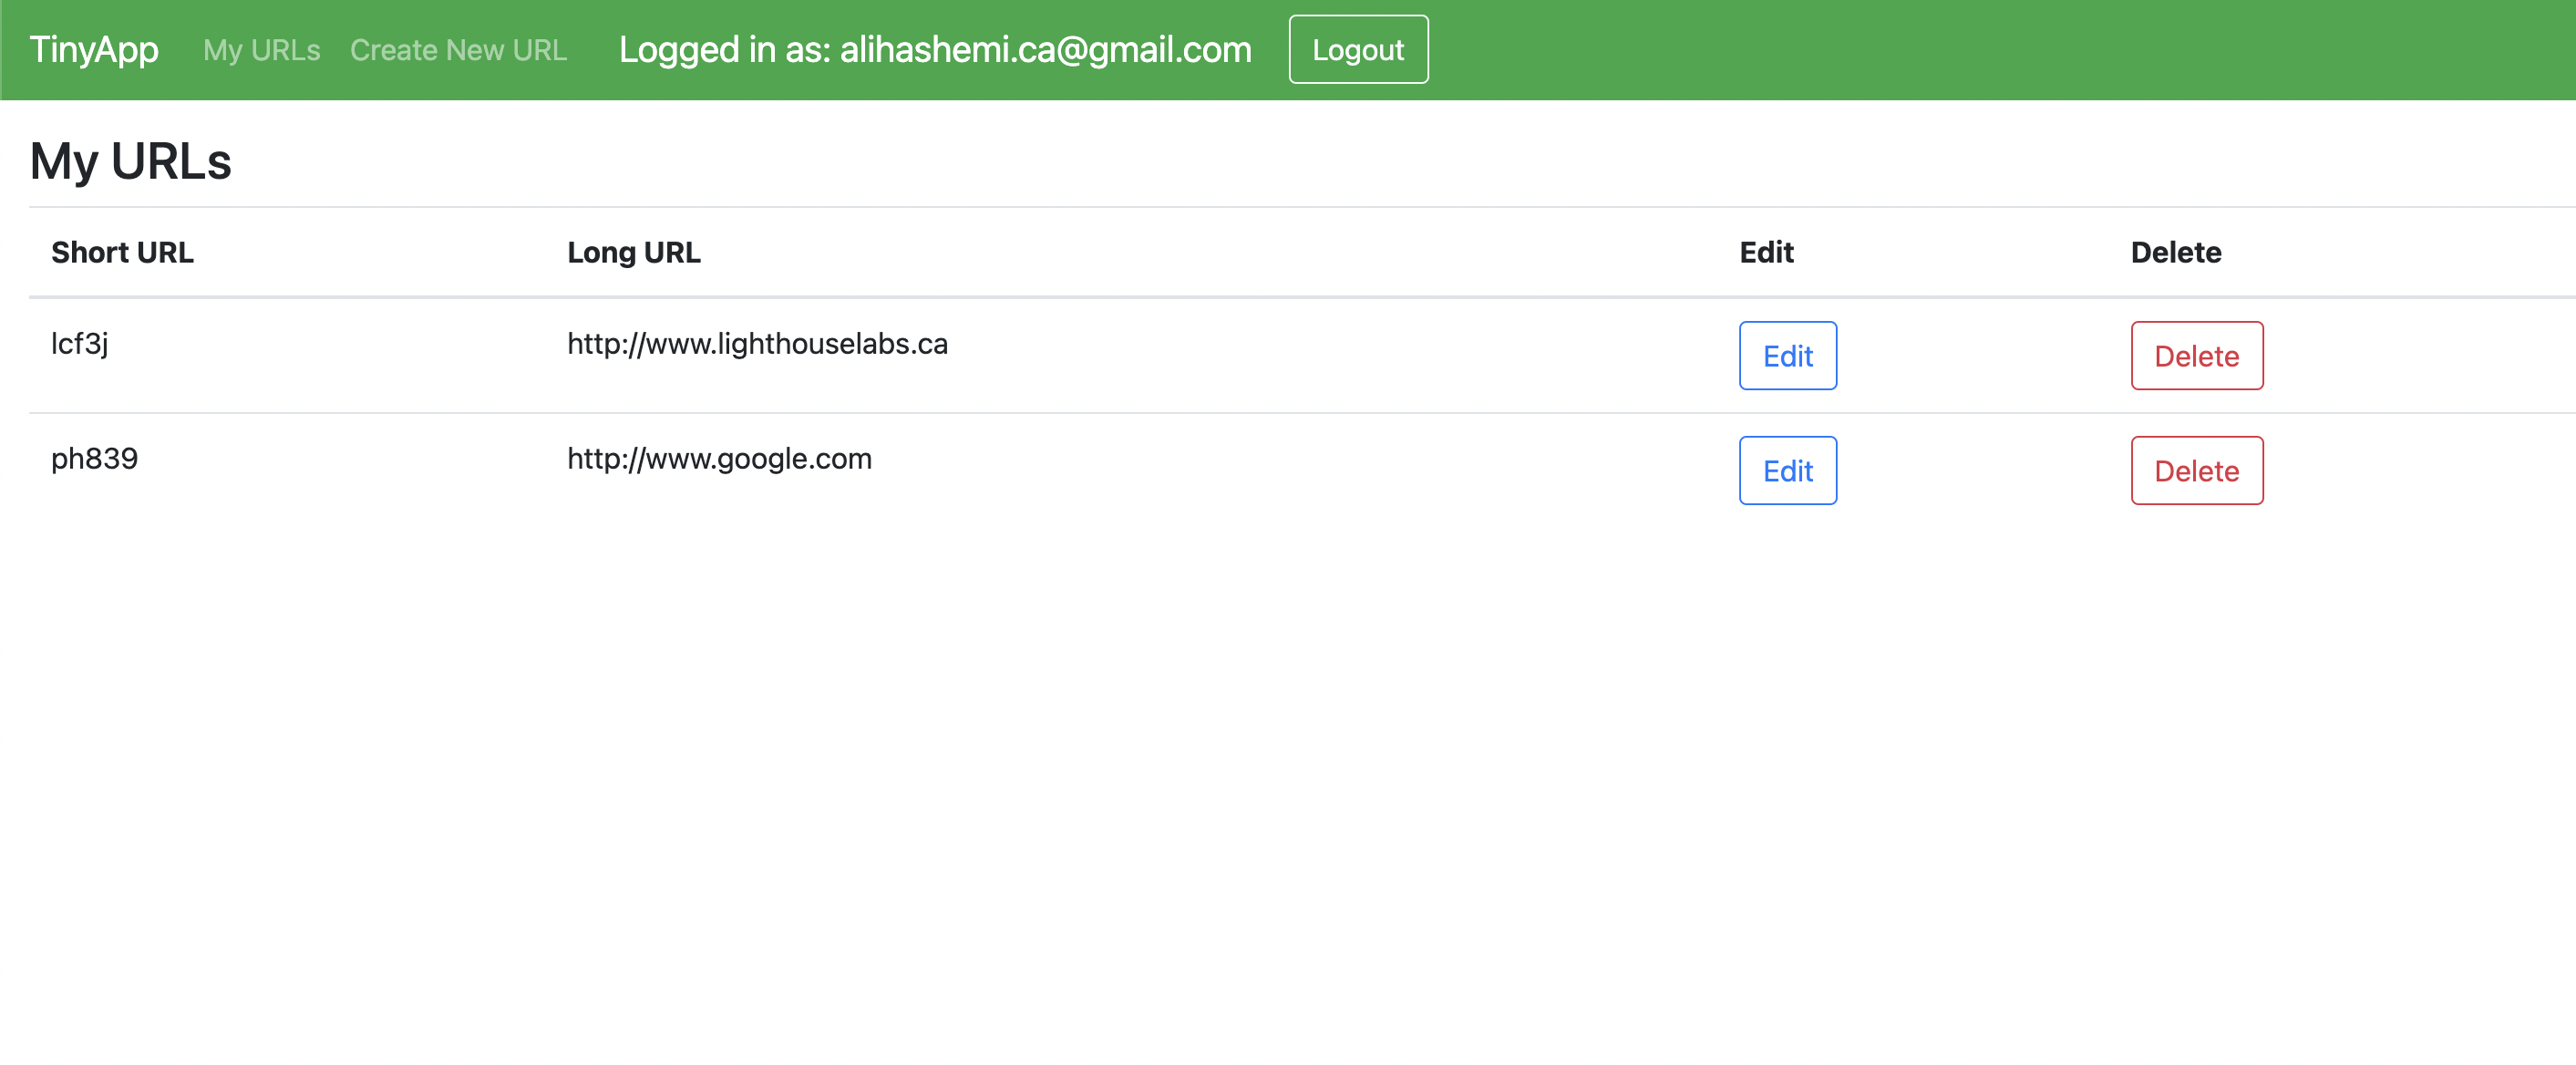 TinyApp My URLs Create New URL Logged in as: alihashemi.ca@gmail.com Logout
My URLs
Short URL Long URL Edit Delete
lcf3j http://www.lighthouselabs.ca Edit Delete
ph839 http://www.google.com Edit Delete